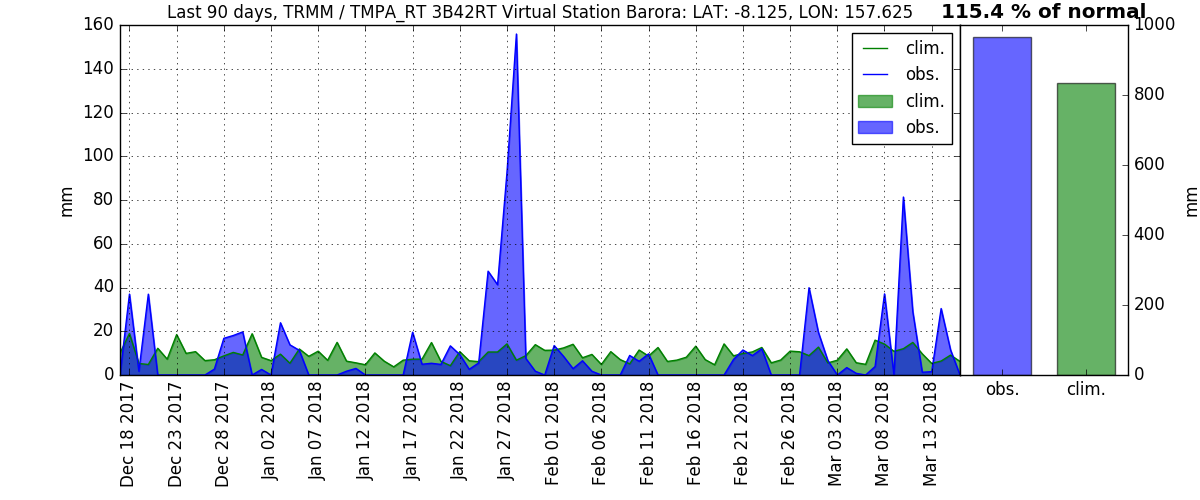 Last 90 days, TRMM / TMPA_RT 3B42RT Virtual Station Barora: LAT: -8.125, LON: 157.625
115.4 % of normal
160
140
120
100
80
60
40
20
0
mm
clim.
obs.
clim.
obs.
1000
800
600
400
200
0
mm
obs.
clim.
Dec 18 2017
Dec 23 2017
Dec 28 2017
Jan 02 2018
Jan 07 2018
Jan 12 2018
Jan 17 2018
Jan 22 2018
Jan 27 2018
Feb 01 2018
Feb 06 2018
Feb 11 2018
Feb 16 2018
Feb 21 2018
Feb 26 2018
Mar 03 2018
Mar 08 2018
Mar 13 2018